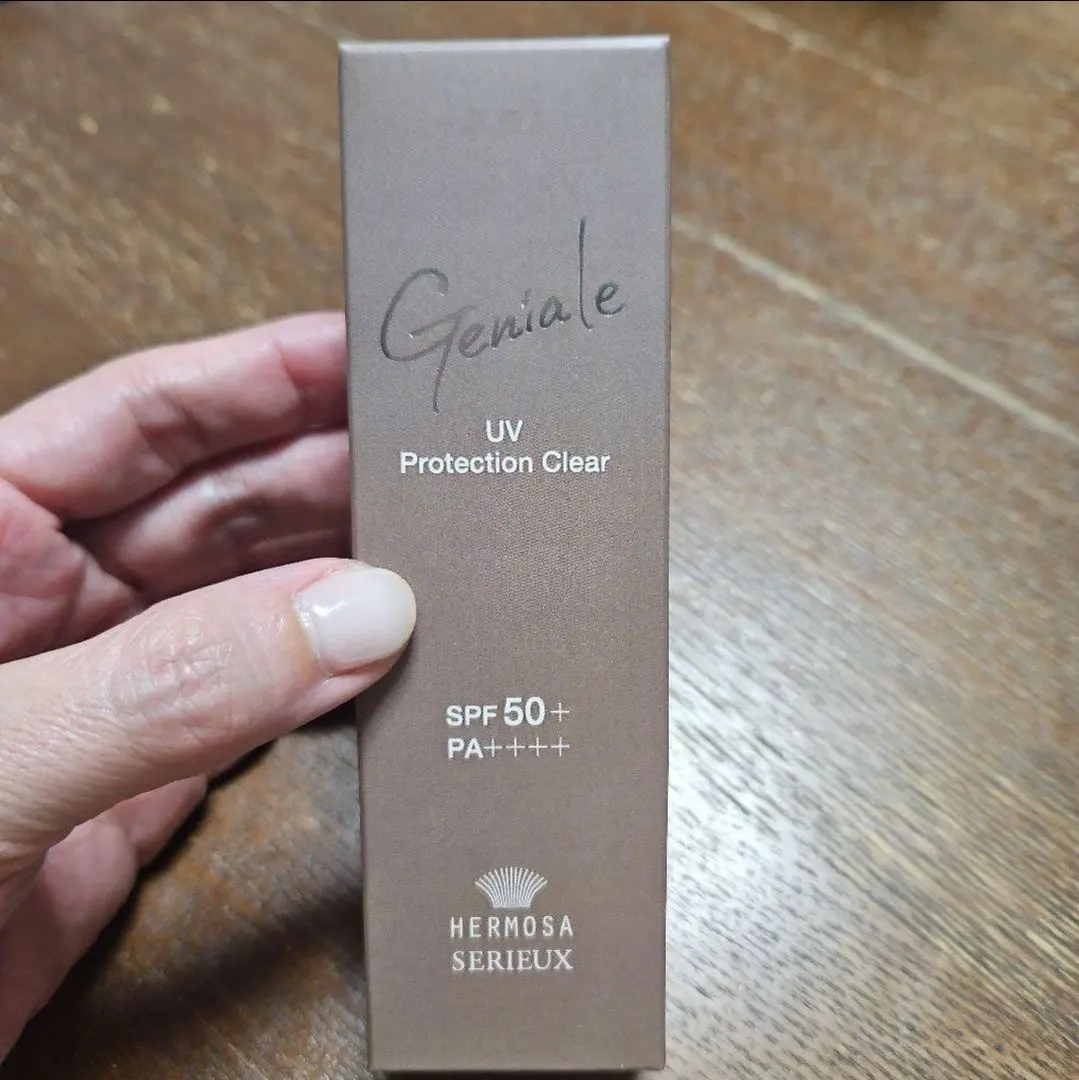 Geniale
UV
Protection Clear
SPF 50+
PA++++
HERMOSA
SERIEUX